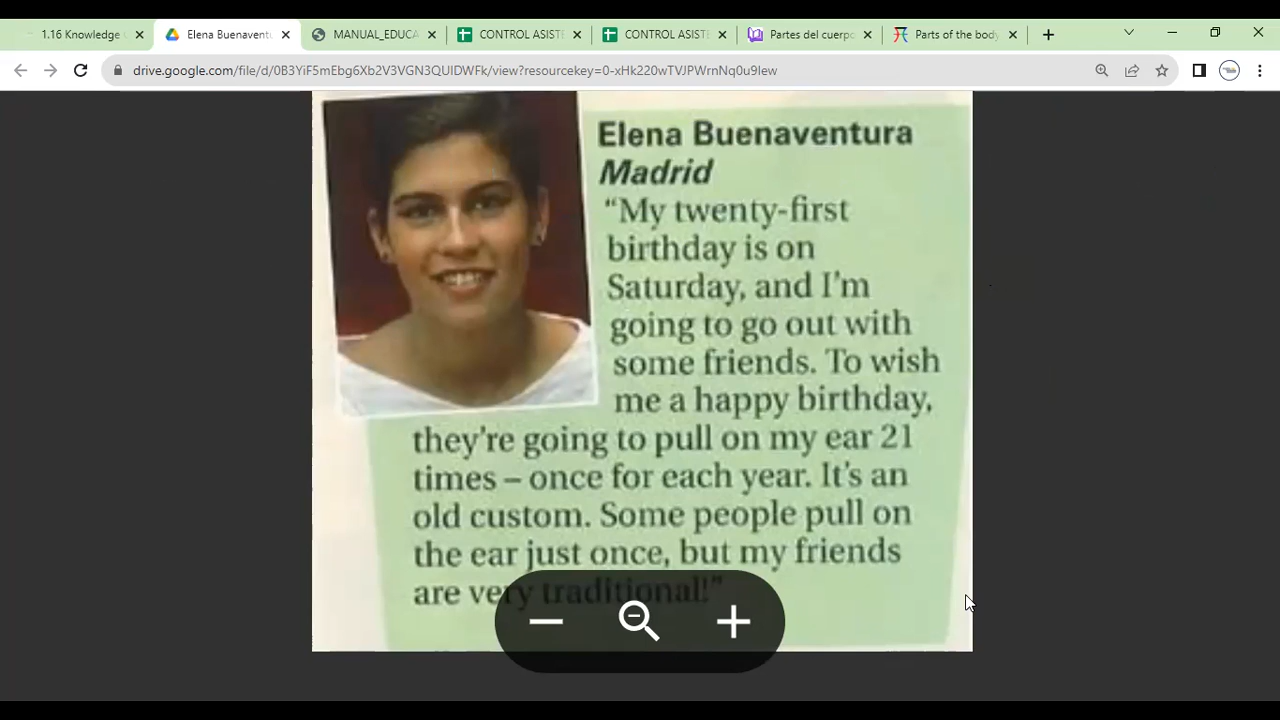 1.16 Knowledge
Elena Buenaventu
MANUAL_EDUCA
CONTROL ASIST
CONTROL ASIST
Partes del cuerpo
Parts of the body
drive.google.com/file/d/0B3YiF5mEbg6Xb2V3VGN3QUlDWFk/view?resourcekey=0-xHk220wTVJPWrnNq0u9lew
Elena Buenaventura
Madrid
“My twenty-first
birthday is on
Saturday, and I'm
going to go out with
some friends. To wish
me a happy birthday,
they're going to pull on my ear 21
times – once for each year. It's an
old custom. Some people pull on
the ear just once, but my friends
are very traditional!”